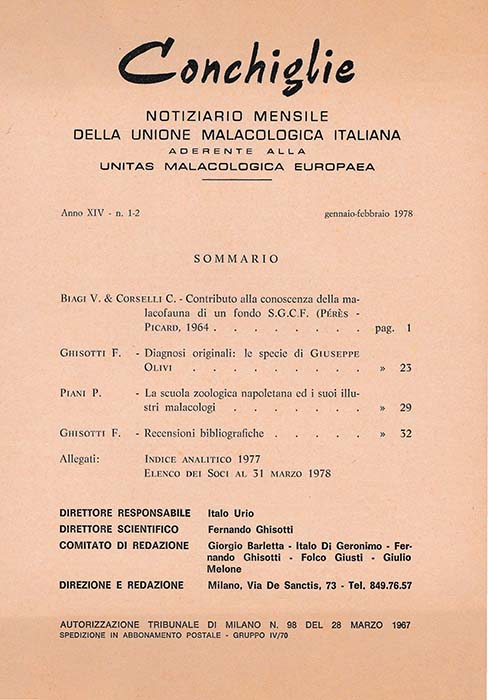 Conchiglie
NOTIZIARIO MENSILE
DELLA UNIONE MALACOLOGICA ITALIANA
ADERENTE ALLA
UNITAS MALACOLOGICA EUROPAEA
Anno XIV - n. 1-2 gennaio-febbraio 1978
SOMMARIO
BIAGI V. & CORSELLI C. - Contributo alla conoscenza della ma-
lacofauna di un fondo S.G.C.F. (PÉRÈS -
PICARD, 1964 . . . . . . . . pag. 1
GHISOTTI F. - Diagnosi originali: le specie di GIUSEPPE
OLIVI . . . . . . . . . . » 23
PIANI P. - La scuola zoologica napoletana ed i suoi illu-
stri malacologi . . . . . . . » 29
GHISOTTI F. - Recensioni bibliografiche . . . . . » 32
Allegati: INDICE ANALITICO 1977
ELENCO DEI SOCI AL 31 MARZO 1978
DIRETTORE RESPONSABILE Italo Urio
DIRETTORE SCIENTIFICO Fernando Ghisotti
COMITATO DI REDAZIONE Giorgio Barletta - Italo Di Geronimo - Fer-
nando Ghisotti - Folco Giusti - Giulio
Melone
DIREZIONE E REDAZIONE Milano, Via De Sanctis, 73 - Tel. 849.76.57
AUTORIZZAZIONE TRIBUNALE DI MILANO N. 98 DEL 28 MARZO 1967
SPEDIZIONE IN ABBONAMENTO POSTALE - GRUPPO IV/70